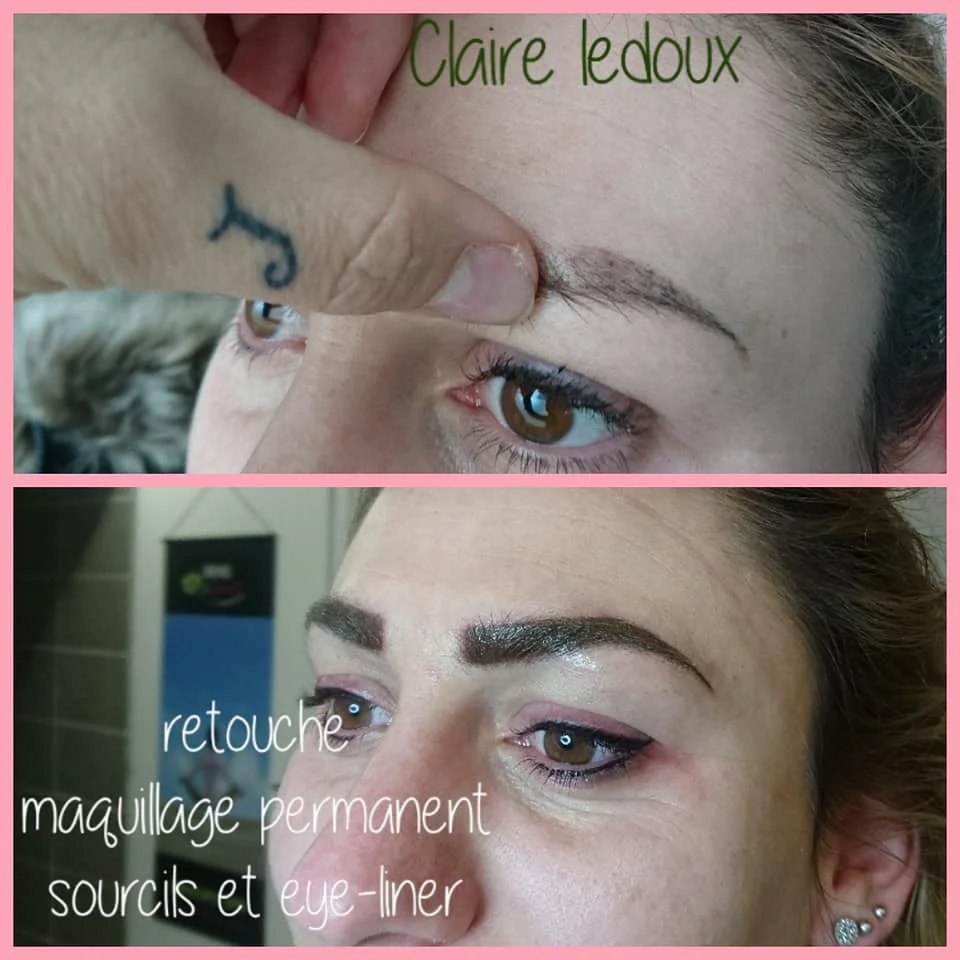 Claire ledoux
retouche
maquillage permanent
sourcils et eye-liner